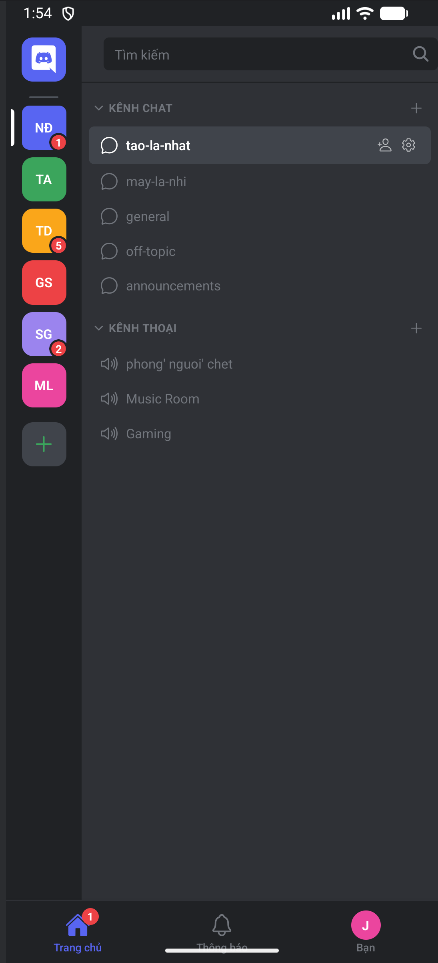 1:54
Tìm kiếm
NĐ
1
TA
TD
5
GS
SG
2
ML
KÊNH CHAT
tao-la-nhat
may-la-nhi
general
off-topic
announcements
KÊNH THOẠI
phong' nguoi' chet
Music Room
Gaming
1
Trang chủ
Thông báo
J
Bạn